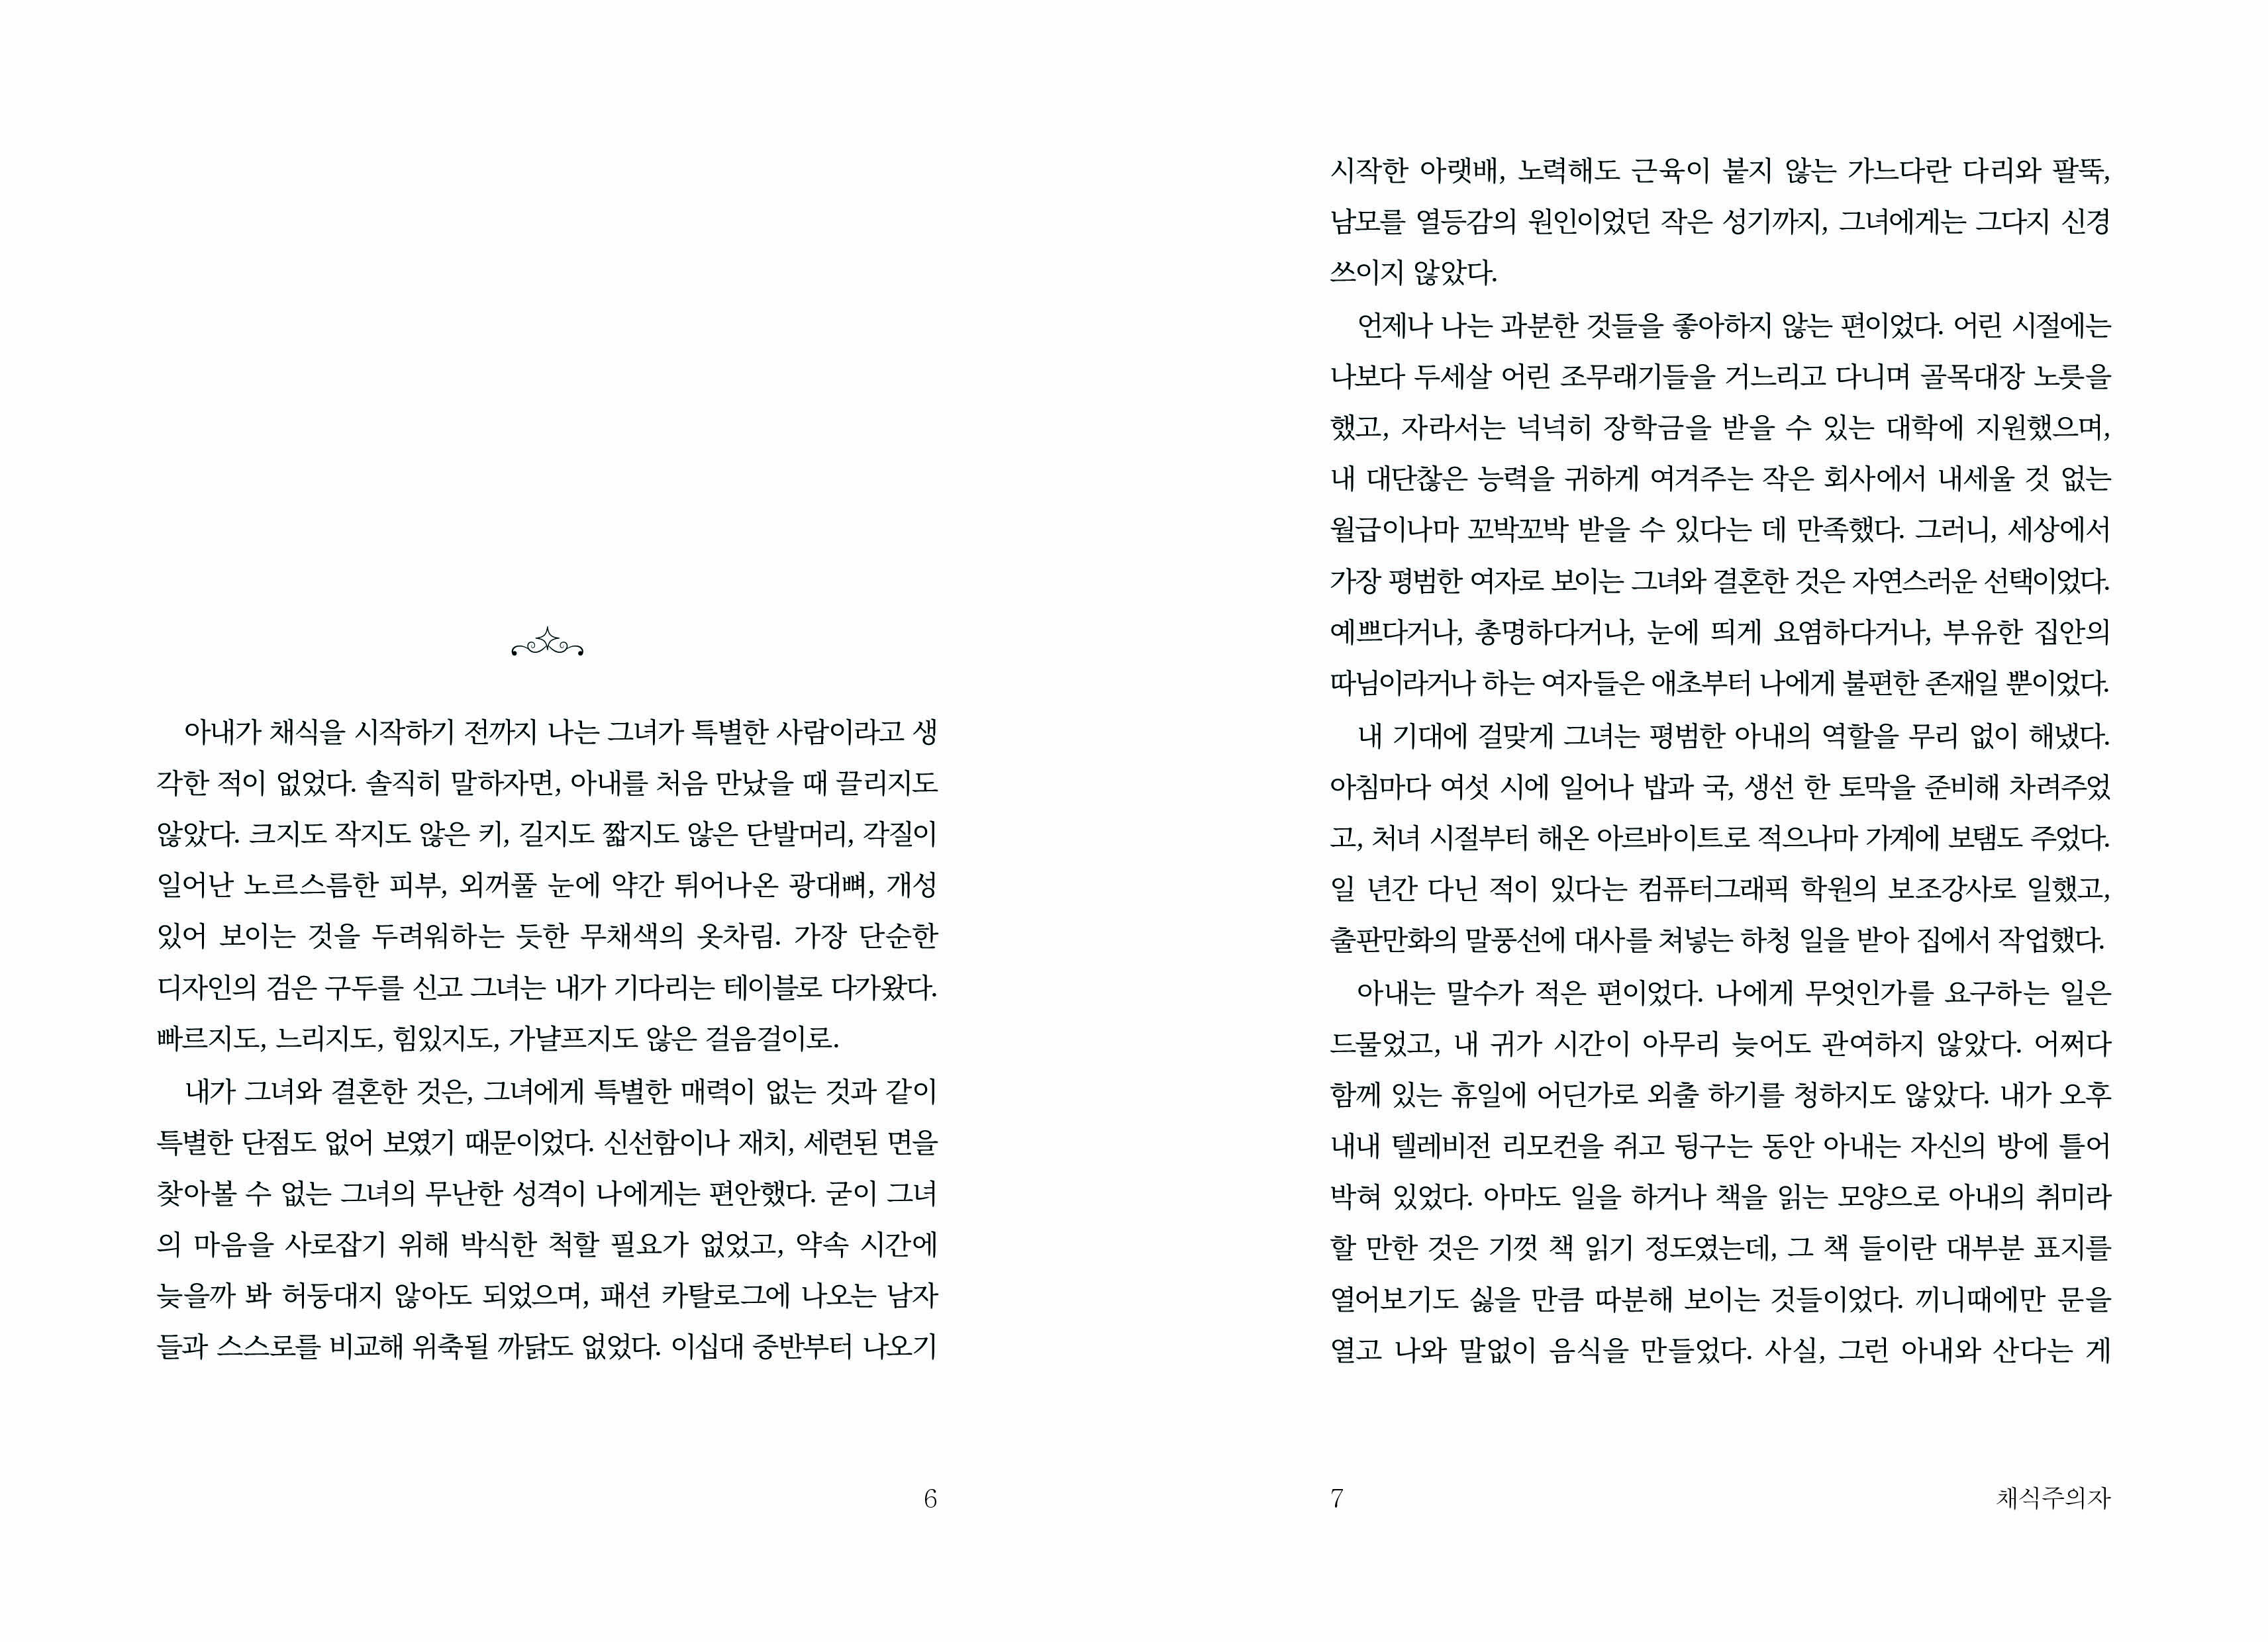 아내가 채식을 시작하기 전까지 나는 그녀가 특별한 사람이라고 생
각한 적이 없었다. 솔직히 말하자면, 아내를 처음 만났을 때 끌리지도
않았다. 크지도 작지도 않은 키, 길지도 짧지도 않은 단발머리, 각질이
일어난 노르스름한 피부, 외꺼풀 눈에 약간 튀어나온 광대뼈, 개성
있어 보이는 것을 두려워하는 듯한 무채색의 옷차림. 가장 단순한
디자인의 검은 구두를 신고 그녀는 내가 기다리는 테이블로 다가왔다.
빠르지도, 느리지도, 힘있지도, 가냘프지도 않은 걸음걸이로.
내가 그녀와 결혼한 것은, 그녀에게 특별한 매력이 없는 것과 같이
특별한 단점도 없어 보였기 때문이었다. 신선함이나 재치, 세련된 면을
찾아볼 수 없는 그녀의 무난한 성격이 나에게는 편안했다. 굳이 그녀
의 마음을 사로잡기 위해 박식한 척할 필요가 없었고, 약속 시간에
늦을까 봐 허둥대지 않아도 되었으며, 패션 카탈로그에 나오는 남자
들과 스스로를 비교해 위축될 까닭도 없었다. 이십대 중반부터 나오기
6
시작한 아랫배, 노력해도 근육이 붙지 않는 가느다란 다리와 팔뚝,
남모를 열등감의 원인이었던 작은 성기까지, 그녀에게는 그다지 신경
쓰이지 않았다.
언제나 나는 과분한 것들을 좋아하지 않는 편이었다. 어린 시절에는
나보다 두세살 어린 조무래기들을 거느리고 다니며 골목대장 노릇을
했고, 자라서는 넉넉히 장학금을 받을 수 있는 대학에 지원했으며,
내 대단찮은 능력을 귀하게 여겨주는 작은 회사에서 내세울 것 없는
월급이나마 꼬박꼬박 받을 수 있다는 데 만족했다. 그러니, 세상에서
가장 평범한 여자로 보이는 그녀와 결혼한 것은 자연스러운 선택이었다.
예쁘다거나, 총명하다거나, 눈에 띄게 요염하다거나, 부유한 집안의
따님이라거나 하는 여자들은 애초부터 나에게 불편한 존재일 뿐이었다.
내 기대에 걸맞게 그녀는 평범한 아내의 역할을 무리 없이 해냈다.
아침마다 여섯 시에 일어나 밥과 국, 생선 한 토막을 준비해 차려주었
고, 처녀 시절부터 해온 아르바이트로 적으나마 가계에 보탬도 주었다.
일 년간 다닌 적이 있다는 컴퓨터그래픽 학원의 보조강사로 일했고,
출판만화의 말풍선에 대사를 쳐넣는 하청 일을 받아 집에서 작업했다.
아내는 말수가 적은 편이었다. 나에게 무엇인가를 요구하는 일은
드물었고, 내 귀가 시간이 아무리 늦어도 관여하지 않았다. 어쩌다
함께 있는 휴일에 어딘가로 외출 하기를 청하지도 않았다. 내가 오후
내내 텔레비전 리모컨을 쥐고 뒹구는 동안 아내는 자신의 방에 틀어
박혀 있었다. 아마도 일을 하거나 책을 읽는 모양으로 아내의 취미라
할 만한 것은 기껏 책 읽기 정도였는데, 그 책 들이란 대부분 표지를
열어보기도 싫을 만큼 따분해 보이는 것들이었다. 끼니때에만 문을
열고 나와 말없이 음식을 만들었다. 사실, 그런 아내와 산다는 게
7
채식주의자